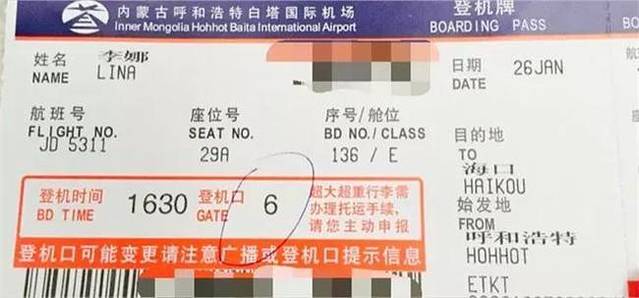 内蒙古呼和浩特白塔国际机场
Inner Mongolia Hohhot Baita International Airport
登机牌
BOARDING PASS
姓名 李娜
NAME LINA
日期
DATE 26JAN
航班号
FLIGHT NO.
JD 5311
座位号
SEAT NO.
29A
序号/舱位
BD NO./CLASS
136 / E
目的地
TO
海口
HAIKOU
登机时间
BD TIME 1630
登机口
GATE 6
超大超重行李需
办理托运手续,
请您主动申报
始发地
FROM
呼和浩特
HOHHOT
登机口可能变更请注意广播或登机口提示信息
ETKT